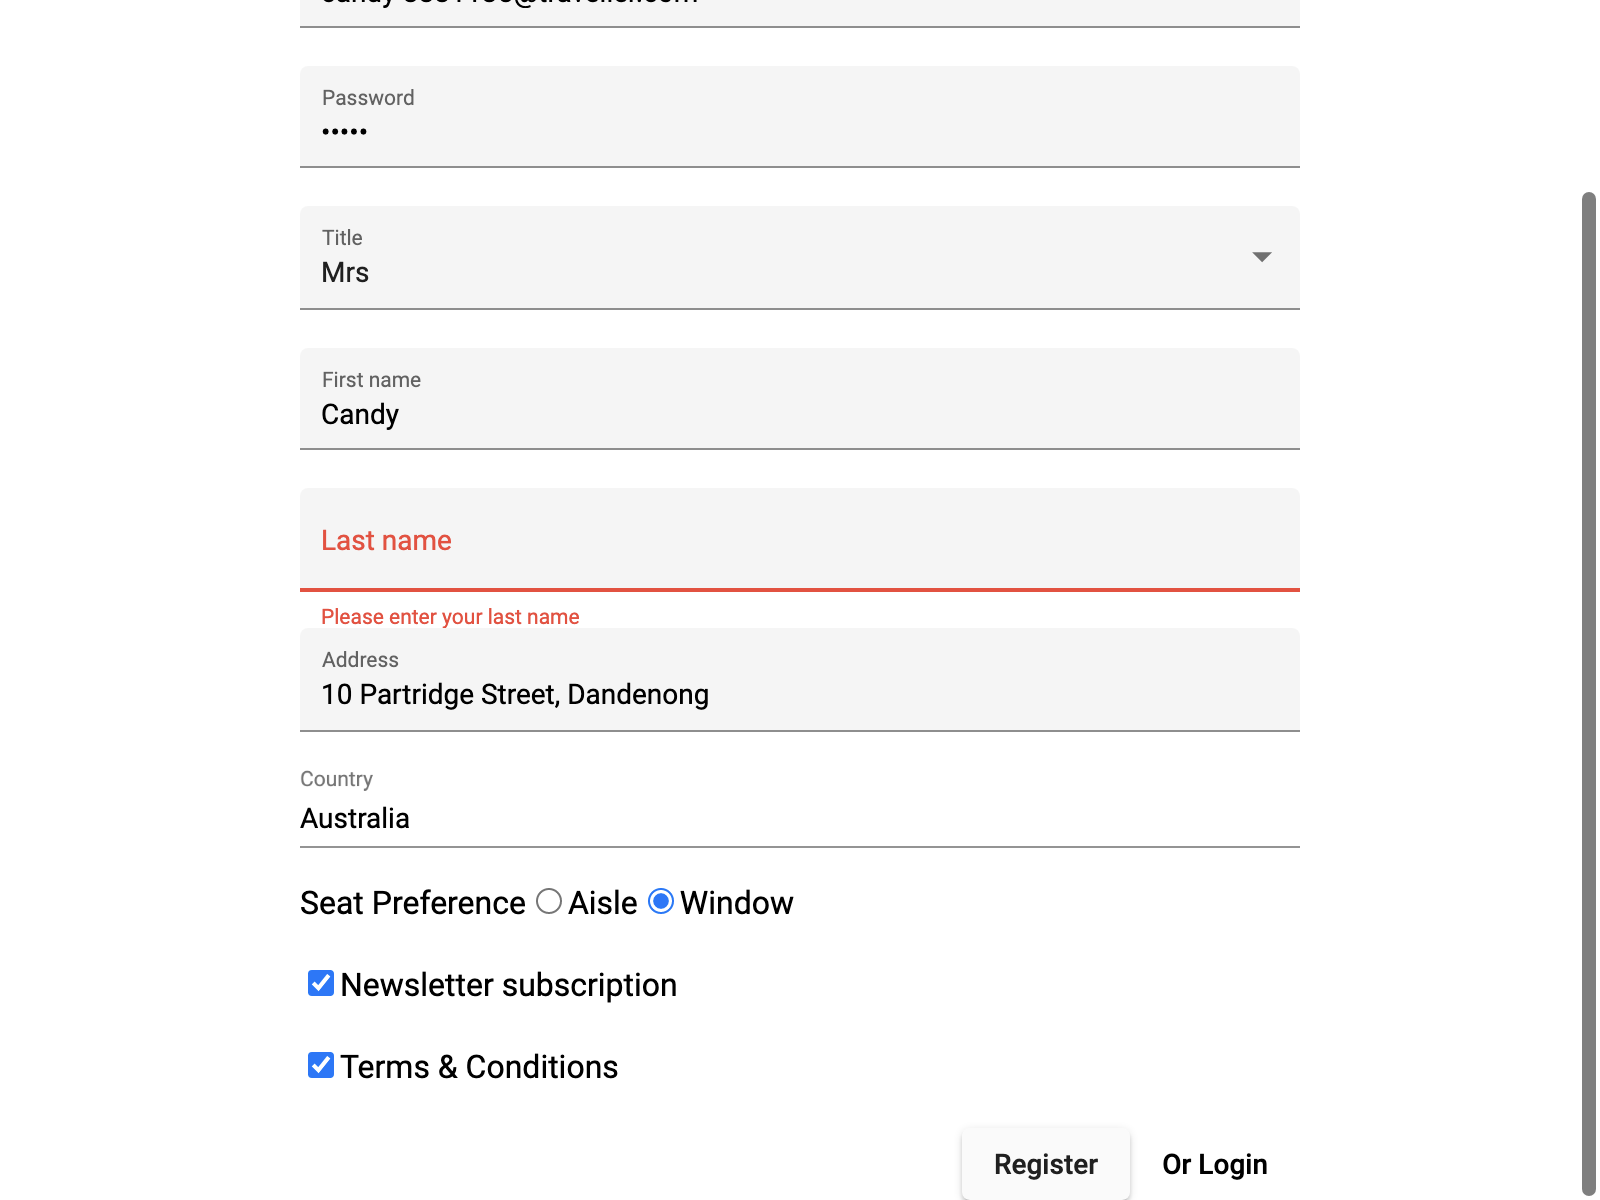 Password
•••••
Title
Mrs
First name
Candy
Last name
Please enter your last name
Address
10 Partridge Street, Dandenong
Country
Australia
Seat Preference Aisle Window
Newsletter subscription
Terms & Conditions
Register Or Login